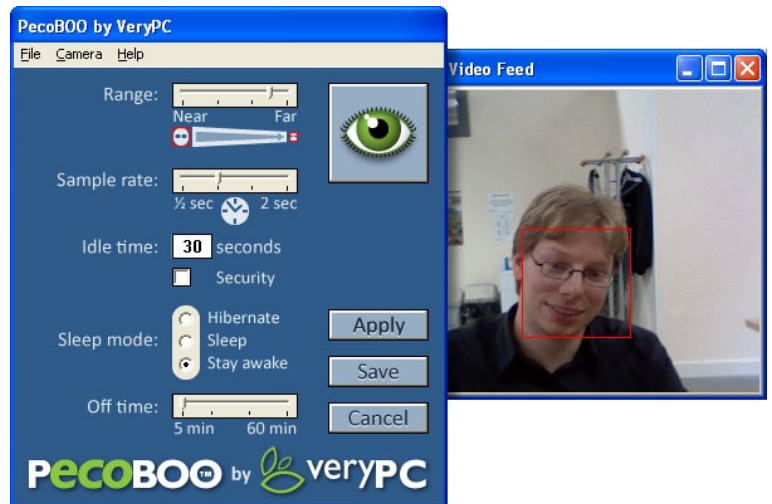 PecoBOO by VeryPC
File Camera Help
Range:
Near Far
Sample rate:
½ sec 2 sec
Idle time: 30 seconds
Security
Sleep mode:
Hibernate
Sleep
Stay awake
Off time:
5 min 60 min
Apply
Save
Cancel
PecoBOO™ by veryPC
Video Feed